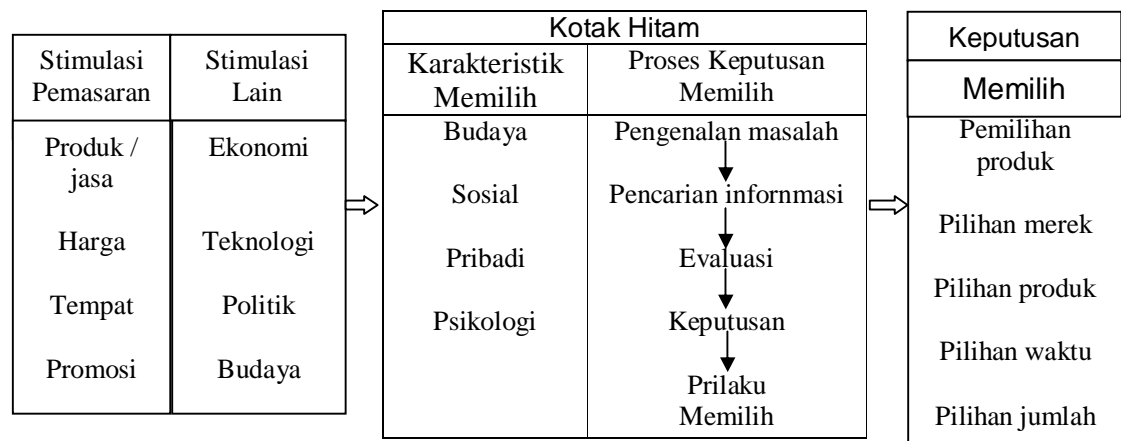 Stimulasi
Pemasaran
Stimulasi
Lain
Produk /
jasa
Harga
Tempat
Promosi
Ekonomi
Teknologi
Politik
Budaya
Kotak Hitam
Karakteristik
Memilih
Proses Keputusan
Memilih
Budaya
Sosial
Pribadi
Psikologi
Pengenalan masalah
Pencarian infornmasi
Evaluasi
Keputusan
Prilaku
Memilih
Keputusan
Memilih
Pemilihan
produk
Pilihan merek
Pilihan produk
Pilihan waktu
Pilihan jumlah